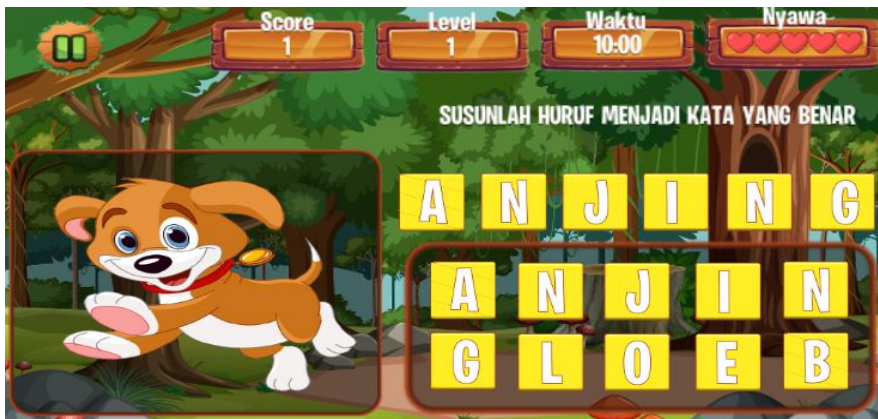 Score
1
Level
1
Waktu
10:00
Nyawa
SUSUNLAH HURUF MENJADI KATA YANG BENAR
A N J I N G
A N J I N
G L O E B